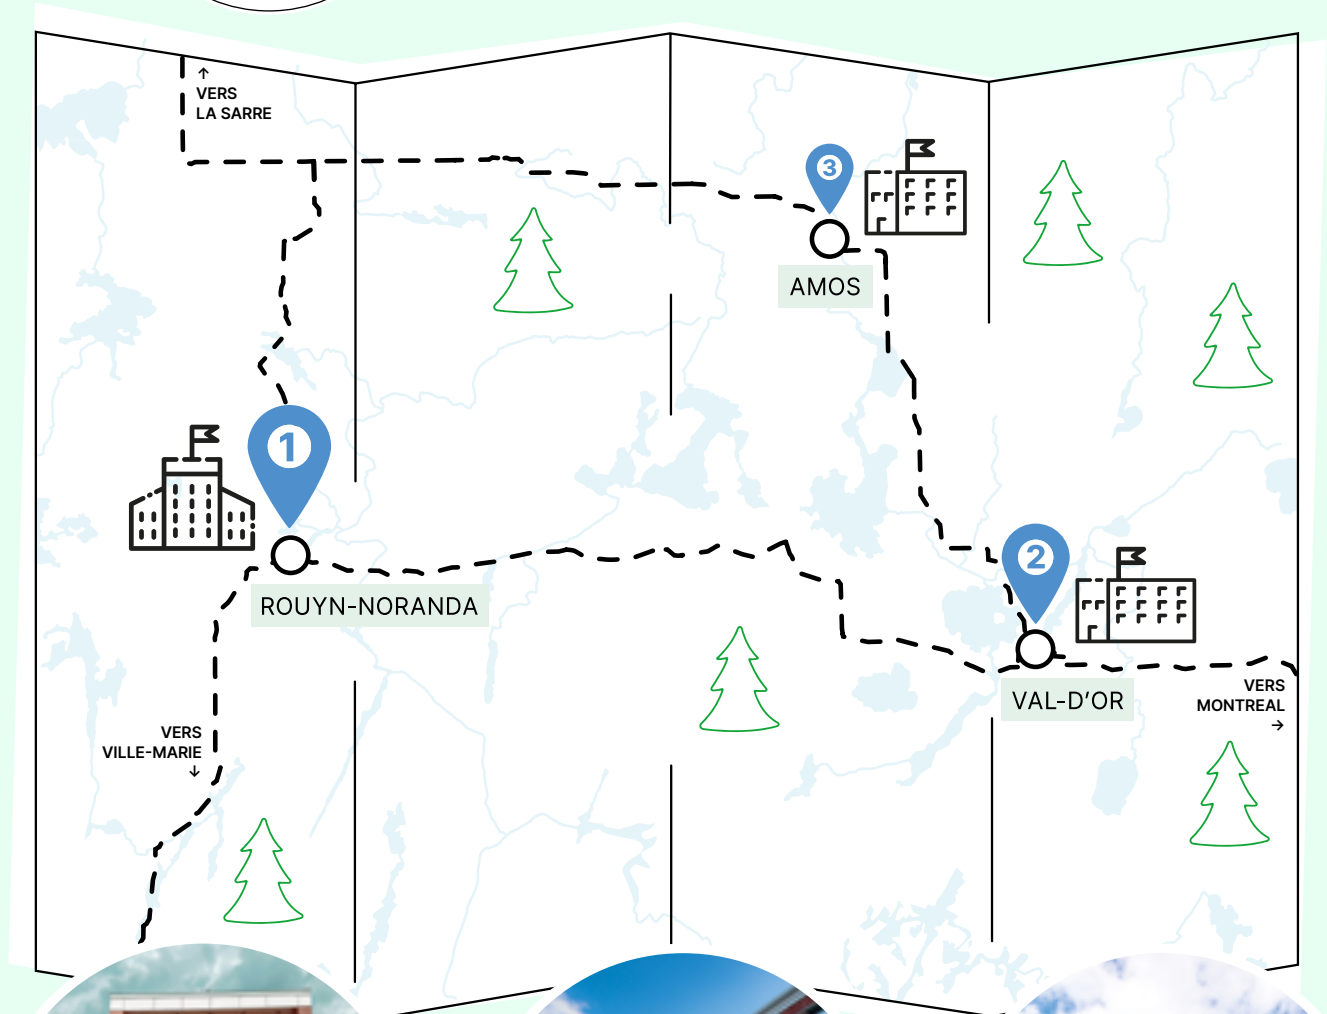 ↑
VERS
LA SARRE
3
AMOS
1
ROUYN-NORANDA
2
VAL-D'OR
VERS
MONTREAL
→
VERS
VILLE-MARIE
↓